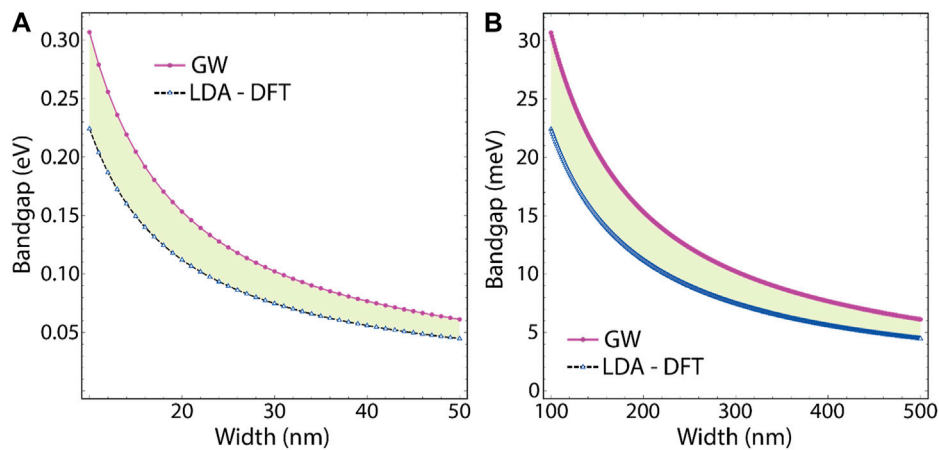 A
Bandgap (eV)
0.30
0.25
0.20
0.15
0.10
0.05
GW
LDA - DFT
20
30
40
50
Width (nm)
B
Bandgap (meV)
30
25
20
15
10
5
0
GW
LDA - DFT
100
200
300
400
500
Width (nm)